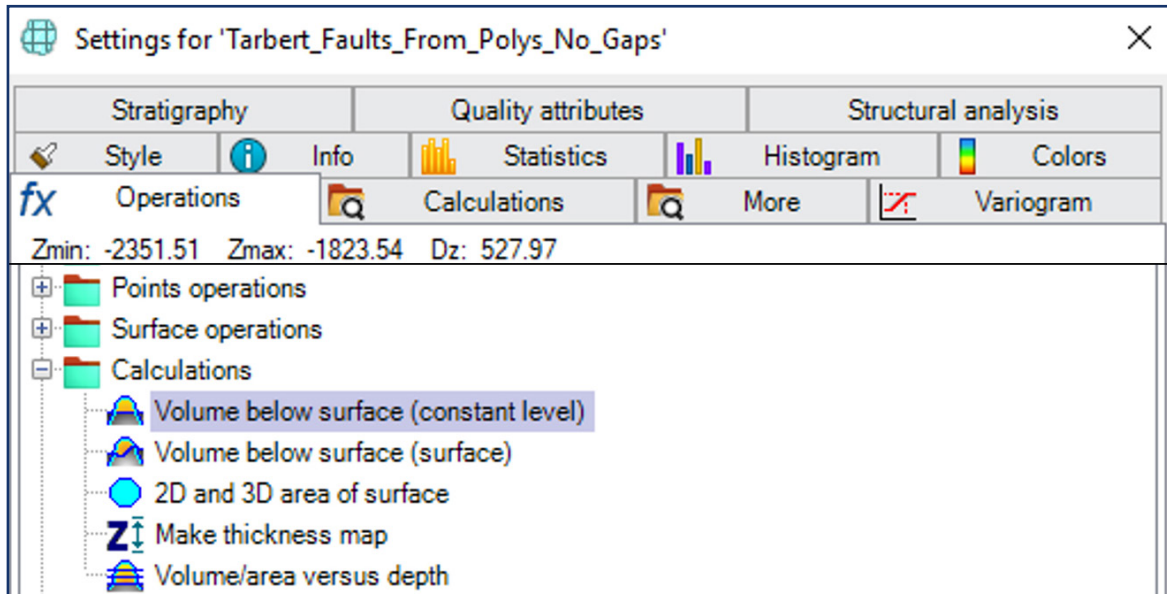 Settings for 'Tarbert_Faults_From_Polys_No_Gaps'
Stratigraphy Quality attributes Structural analysis
Style Info Statistics Histogram Colors
fx Operations Calculations More Variogram
Zmin: -2351.51 Zmax: -1823.54 Dz: 527.97
Points operations
Surface operations
Calculations
Volume below surface (constant level)
Volume below surface (surface)
2D and 3D area of surface
Z Make thickness map
Volume/area versus depth